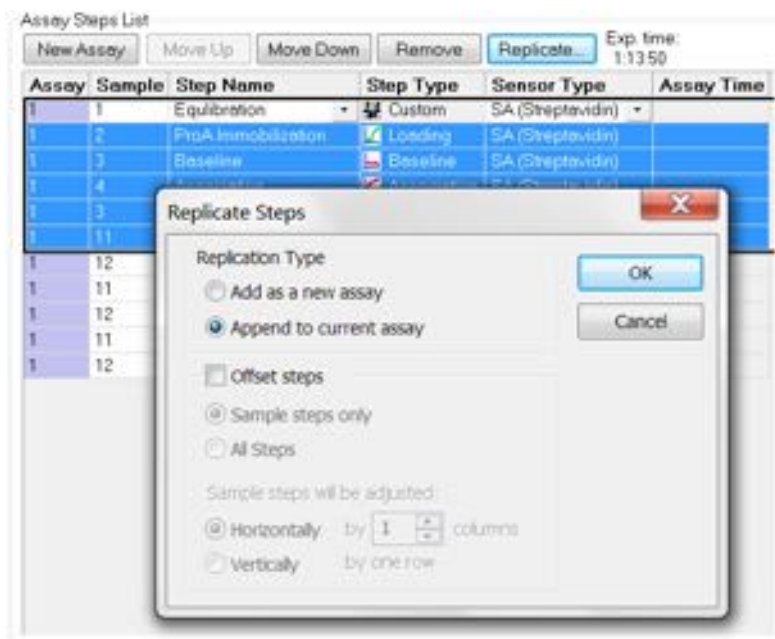 Assay Steps List
New Assay Move Up Move Down Remove Replicate... Exp. time: 1:13:50
Assay Sample Step Name Step Type Sensor Type Assay Time
1 1 Equlibration Custom SA (Streptavidin)
1 2 ProA Immobilization Loading SA (Streptavidin)
1 3 Baseline Baseline SA (Streptavidin)
1 4
1 3
1 11
1 12
1 11
1 12
1 11
1 12
Replicate Steps
Replication Type
Add as a new assay
Append to current assay
OK
Cancel
Offset steps
Sample steps only
All Steps
Sample steps will be adjusted:
Horizontally by 1 columns
Vertically by one row